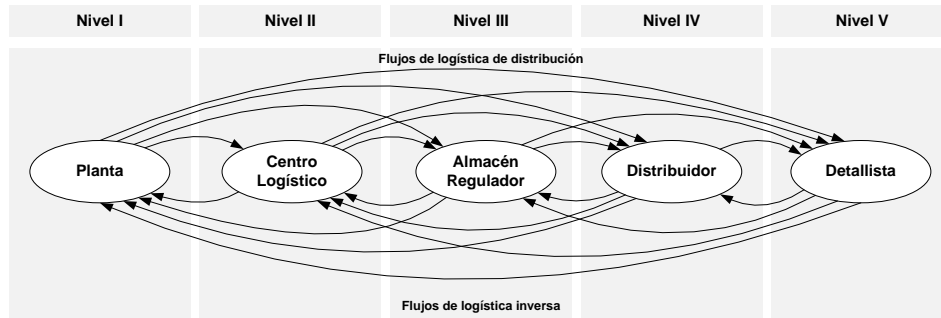 Nivel I
Nivel II
Nivel III
Nivel IV
Nivel V
Flujos de logística de distribución
Planta
Centro
Logístico
Almacén
Regulador
Distribuidor
Detallista
Flujos de logística inversa